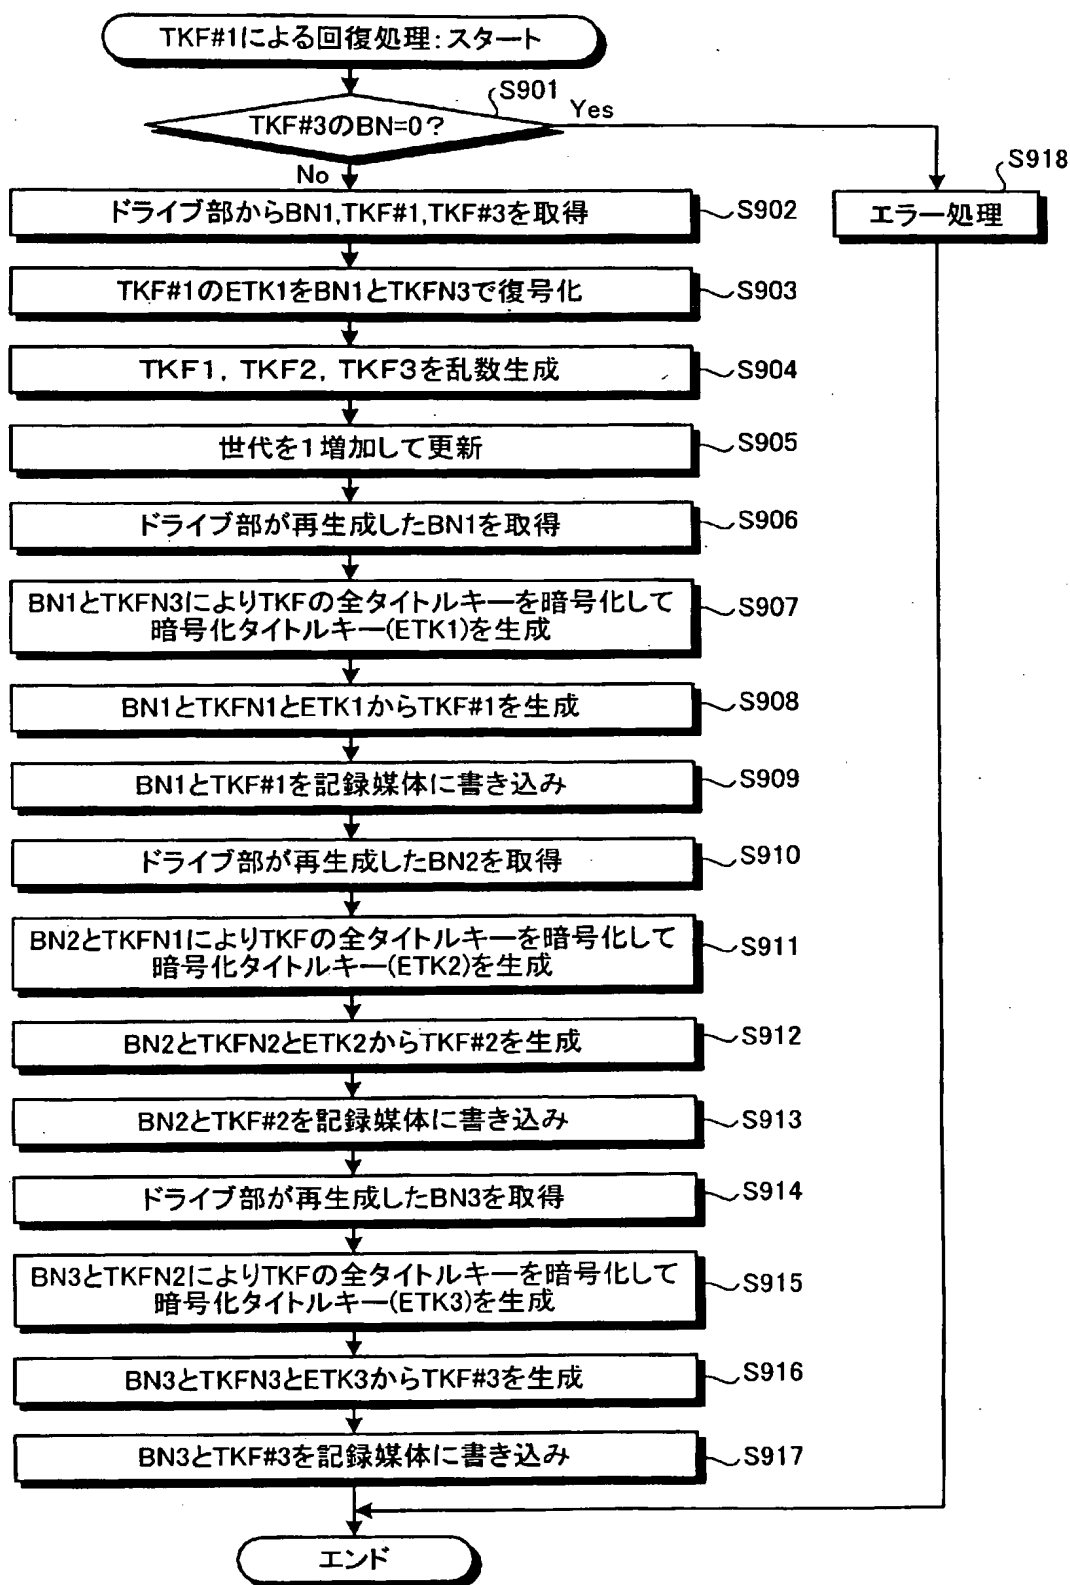 TKF#1による回復処理:スタート
S901
TKF#3のBN=0?
Yes
No
S918
エラー処理
ドライブ部からBN1,TKF#1,TKF#3を取得
S902
TKF#1のETK1をBN1とTKFN3で復号化
S903
TKF1, TKF2, TKF3を乱数生成
S904
世代を1増加して更新
S905
ドライブ部が再生成したBN1を取得
S906
BN1とTKFN3によりTKFの全タイトルキーを暗号化して
暗号化タイトルキー(ETK1)を生成
S907
BN1とTKFN1とETK1からTKF#1を生成
S908
BN1とTKF#1を記録媒体に書き込み
S909
ドライブ部が再生成したBN2を取得
S910
BN2とTKFN1によりTKFの全タイトルキーを暗号化して
暗号化タイトルキー(ETK2)を生成
S911
BN2とTKFN2とETK2からTKF#2を生成
S912
BN2とTKF#2を記録媒体に書き込み
S913
ドライブ部が再生成したBN3を取得
S914
BN3とTKFN2によりTKFの全タイトルキーを暗号化して
暗号化タイトルキー(ETK3)を生成
S915
BN3とTKFN3とETK3からTKF#3を生成
S916
BN3とTKF#3を記録媒体に書き込み
S917
エンド